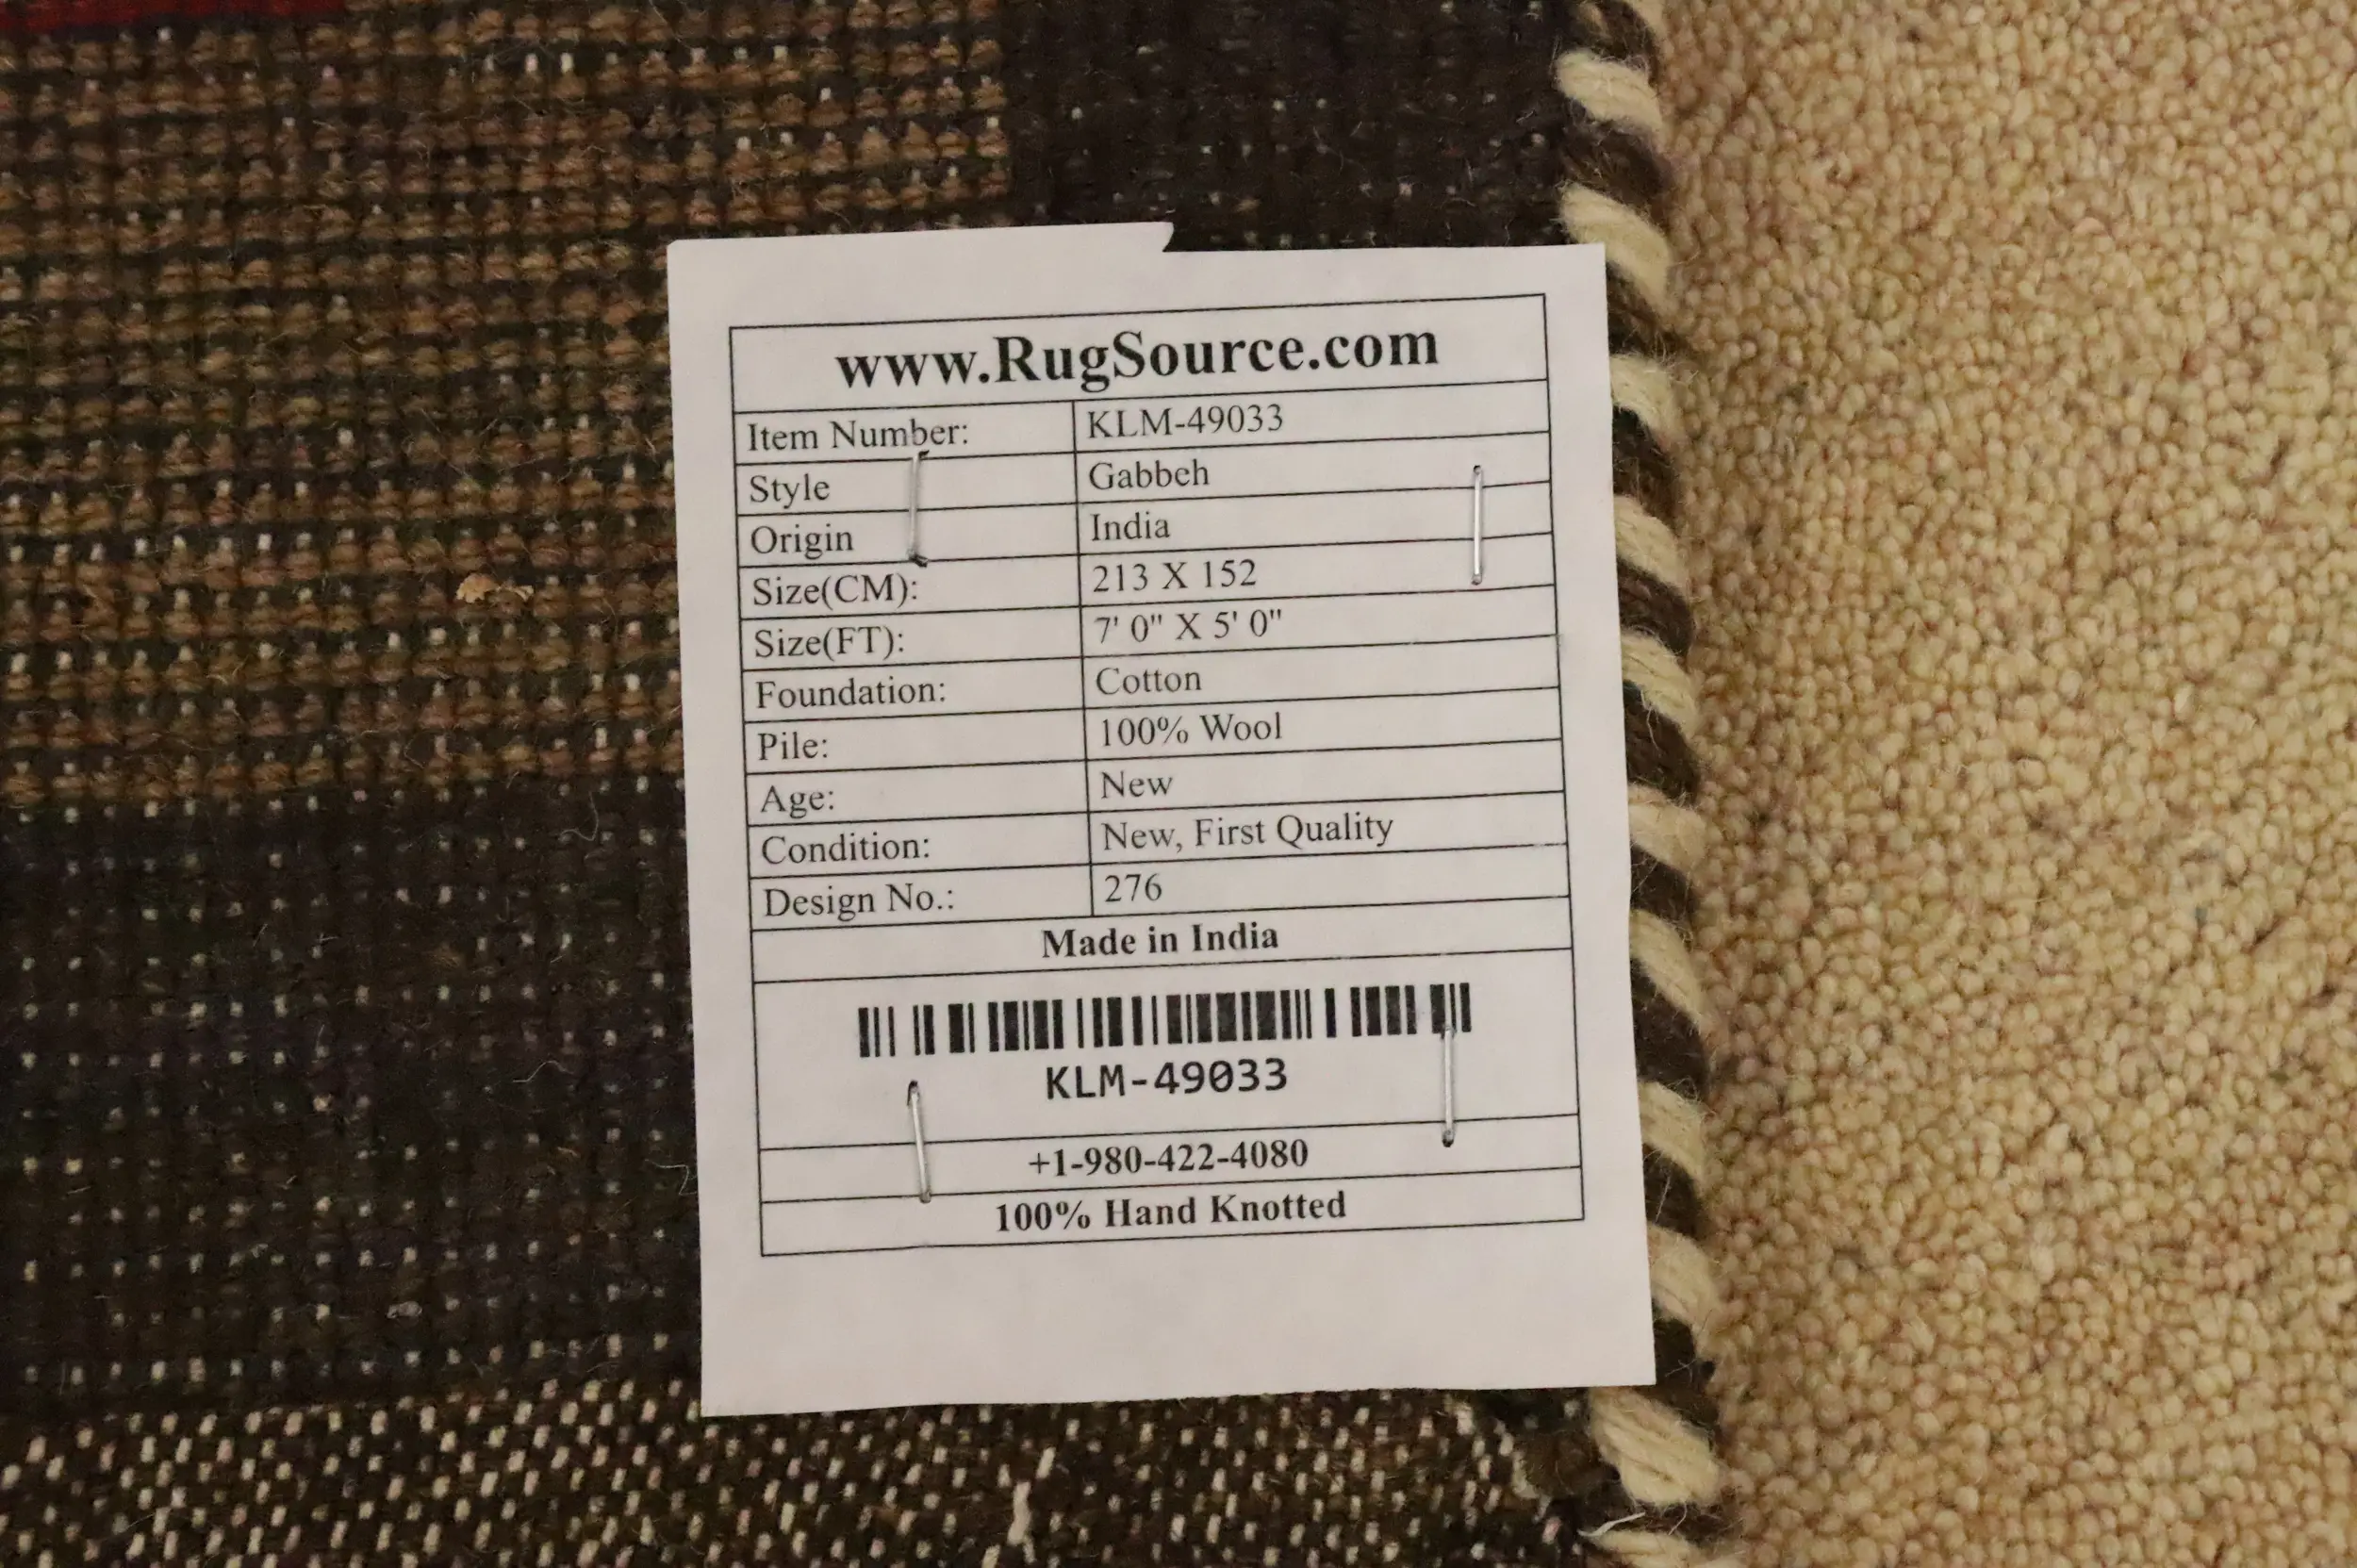 www.RugSource.com
Item Number: KLM-49033
Style Gabbeh
Origin India
Size(CM): 213 X 152
Size(FT): 7' 0" X 5' 0"
Foundation: Cotton
Pile: 100% Wool
Age: New
Condition: New, First Quality
Design No.: 276
Made in India
KLM-49033
+1-980-422-4080
100% Hand Knotted